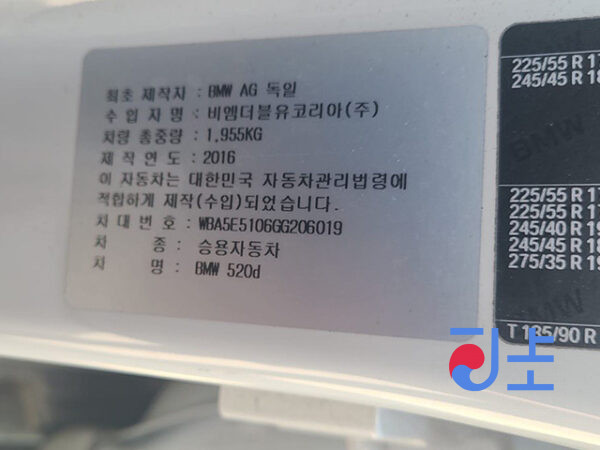 최초 제작자 : BMW AG 독일
수 입 자 명 : 비엠더블유코리아(주)
차량 총중량 : 1,955KG
제 작 연 도 : 2016
이 자동차는 대한민국 자동차관리법령에
적합하게 제작(수입)되었습니다.
차 대 번 호 : WBA5E5106GG206019
차 종 : 승용자동차
차 명 : BMW 520d
225/55 R 17
245/45 R 18
BMW
225/55 R 17
225/55 R 17
245/40 R 19
245/45 R 18
275/35 R 19
BMW
T 135/90 R